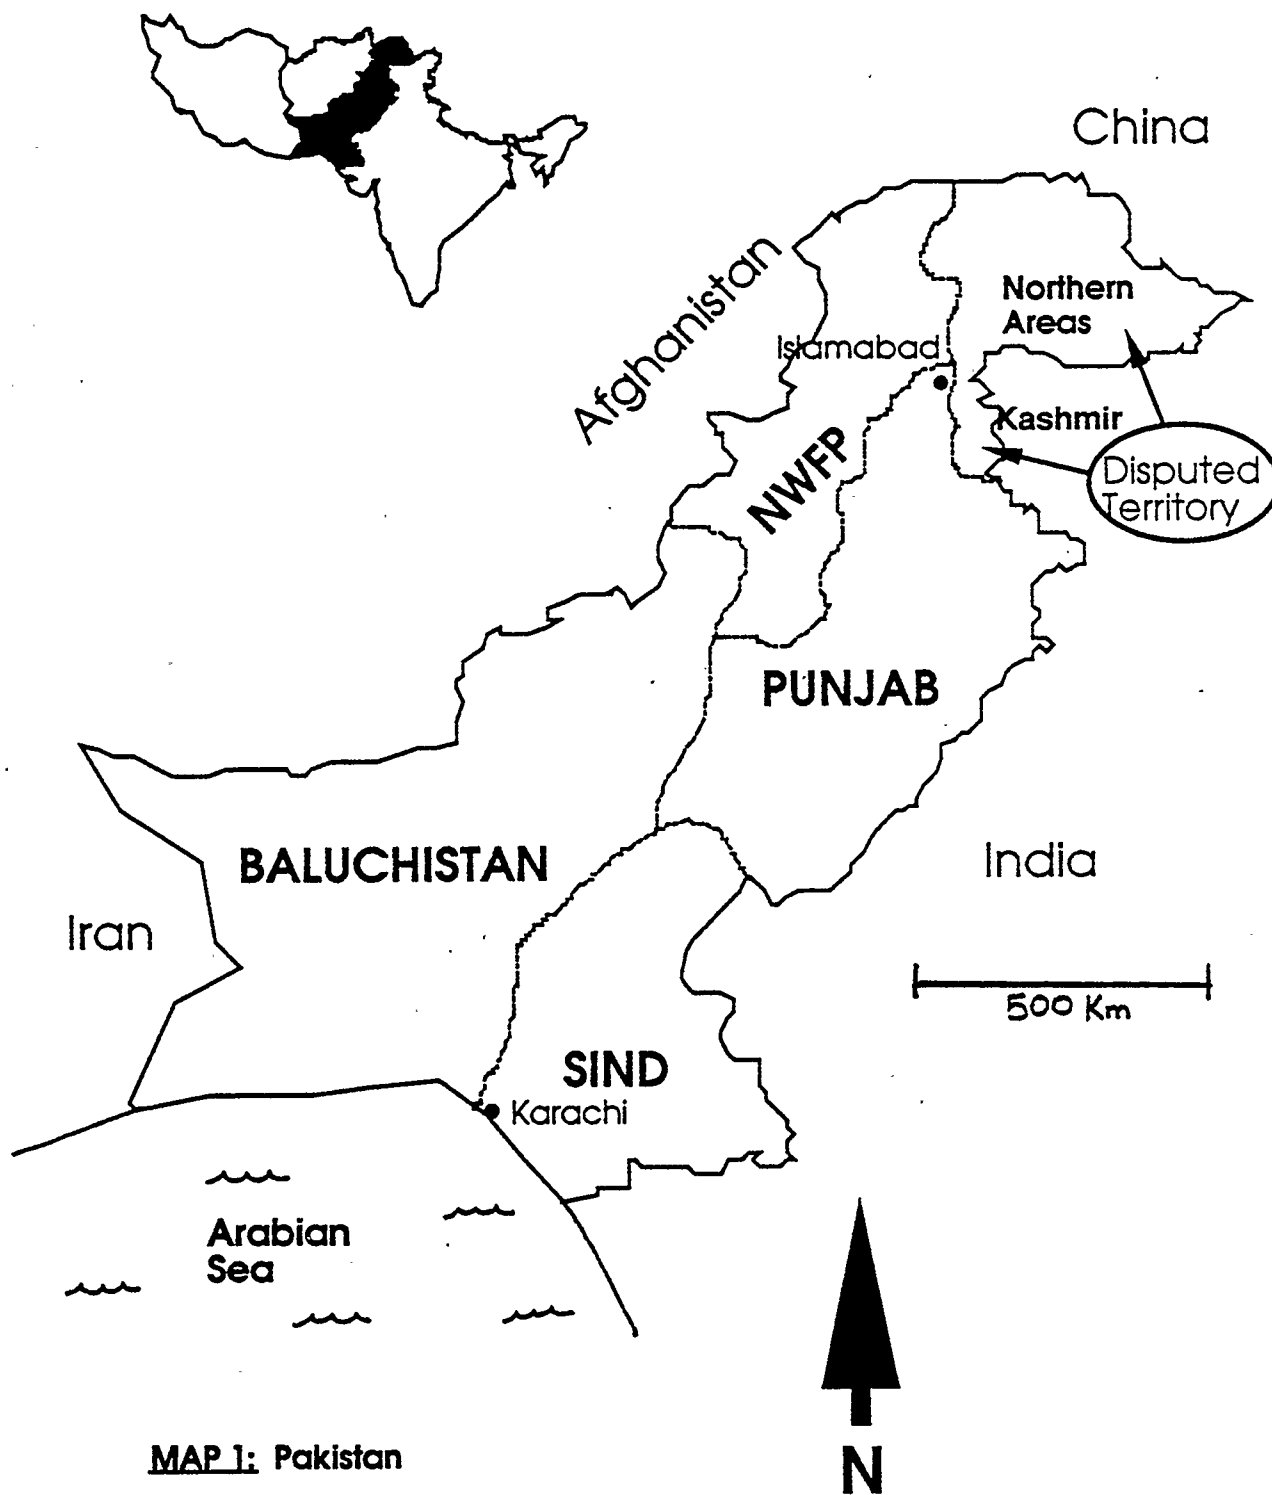 China
Afghanistan
Northern
Areas
Islamabad
Kashmir
NWFP
Disputed
Territory
PUNJAB
BALUCHISTAN
India
Iran
500 Km
SIND
Karachi
Arabian
Sea
MAP 1: Pakistan
N